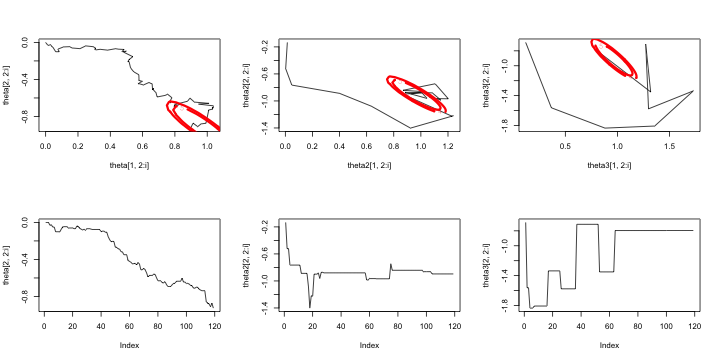 theta[2, 2:i]
0.0
-0.4
-0.8
0.0 0.2 0.4 0.6 0.8 1.0
theta[1, 2:i]
theta2[2, 2:i]
-0.2
-0.6
-1.0
-1.4
0.0 0.2 0.4 0.6 0.8 1.0 1.2
theta2[1, 2:i]
theta3[2, 2:i]
-1.0
-1.4
-1.8
0.5 1.0 1.5
theta3[1, 2:i]
theta[2, 2:i]
0.0
-0.4
-0.8
0 20 40 60 80 100 120
Index
theta2[2, 2:i]
-0.2
-0.6
-1.0
-1.4
0 20 40 60 80 100 120
Index
theta3[2, 2:i]
-1.0
-1.4
-1.8
0 20 40 60 80 100 120
Index